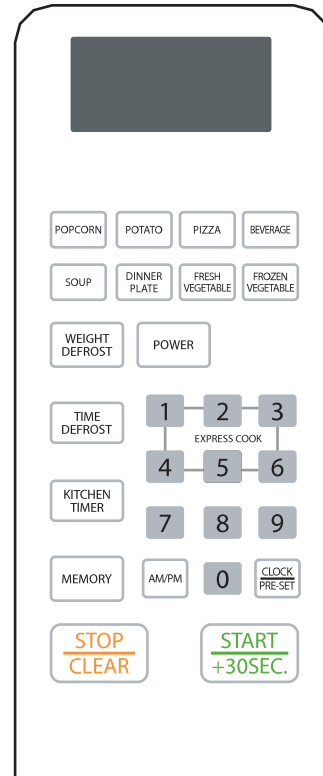 POPCORN
POTATO
PIZZA
BEVERAGE
SOUP
DINNER
PLATE
FRESH
VEGETABLE
FROZEN
VEGETABLE
WEIGHT
DEFROST
POWER
TIME
DEFROST
1 2 3
EXPRESS COOK
4 5 6
KITCHEN
TIMER
7 8 9
MEMORY
AM/PM
0
CLOCK
PRE-SET
STOP
CLEAR
START
+30SEC.